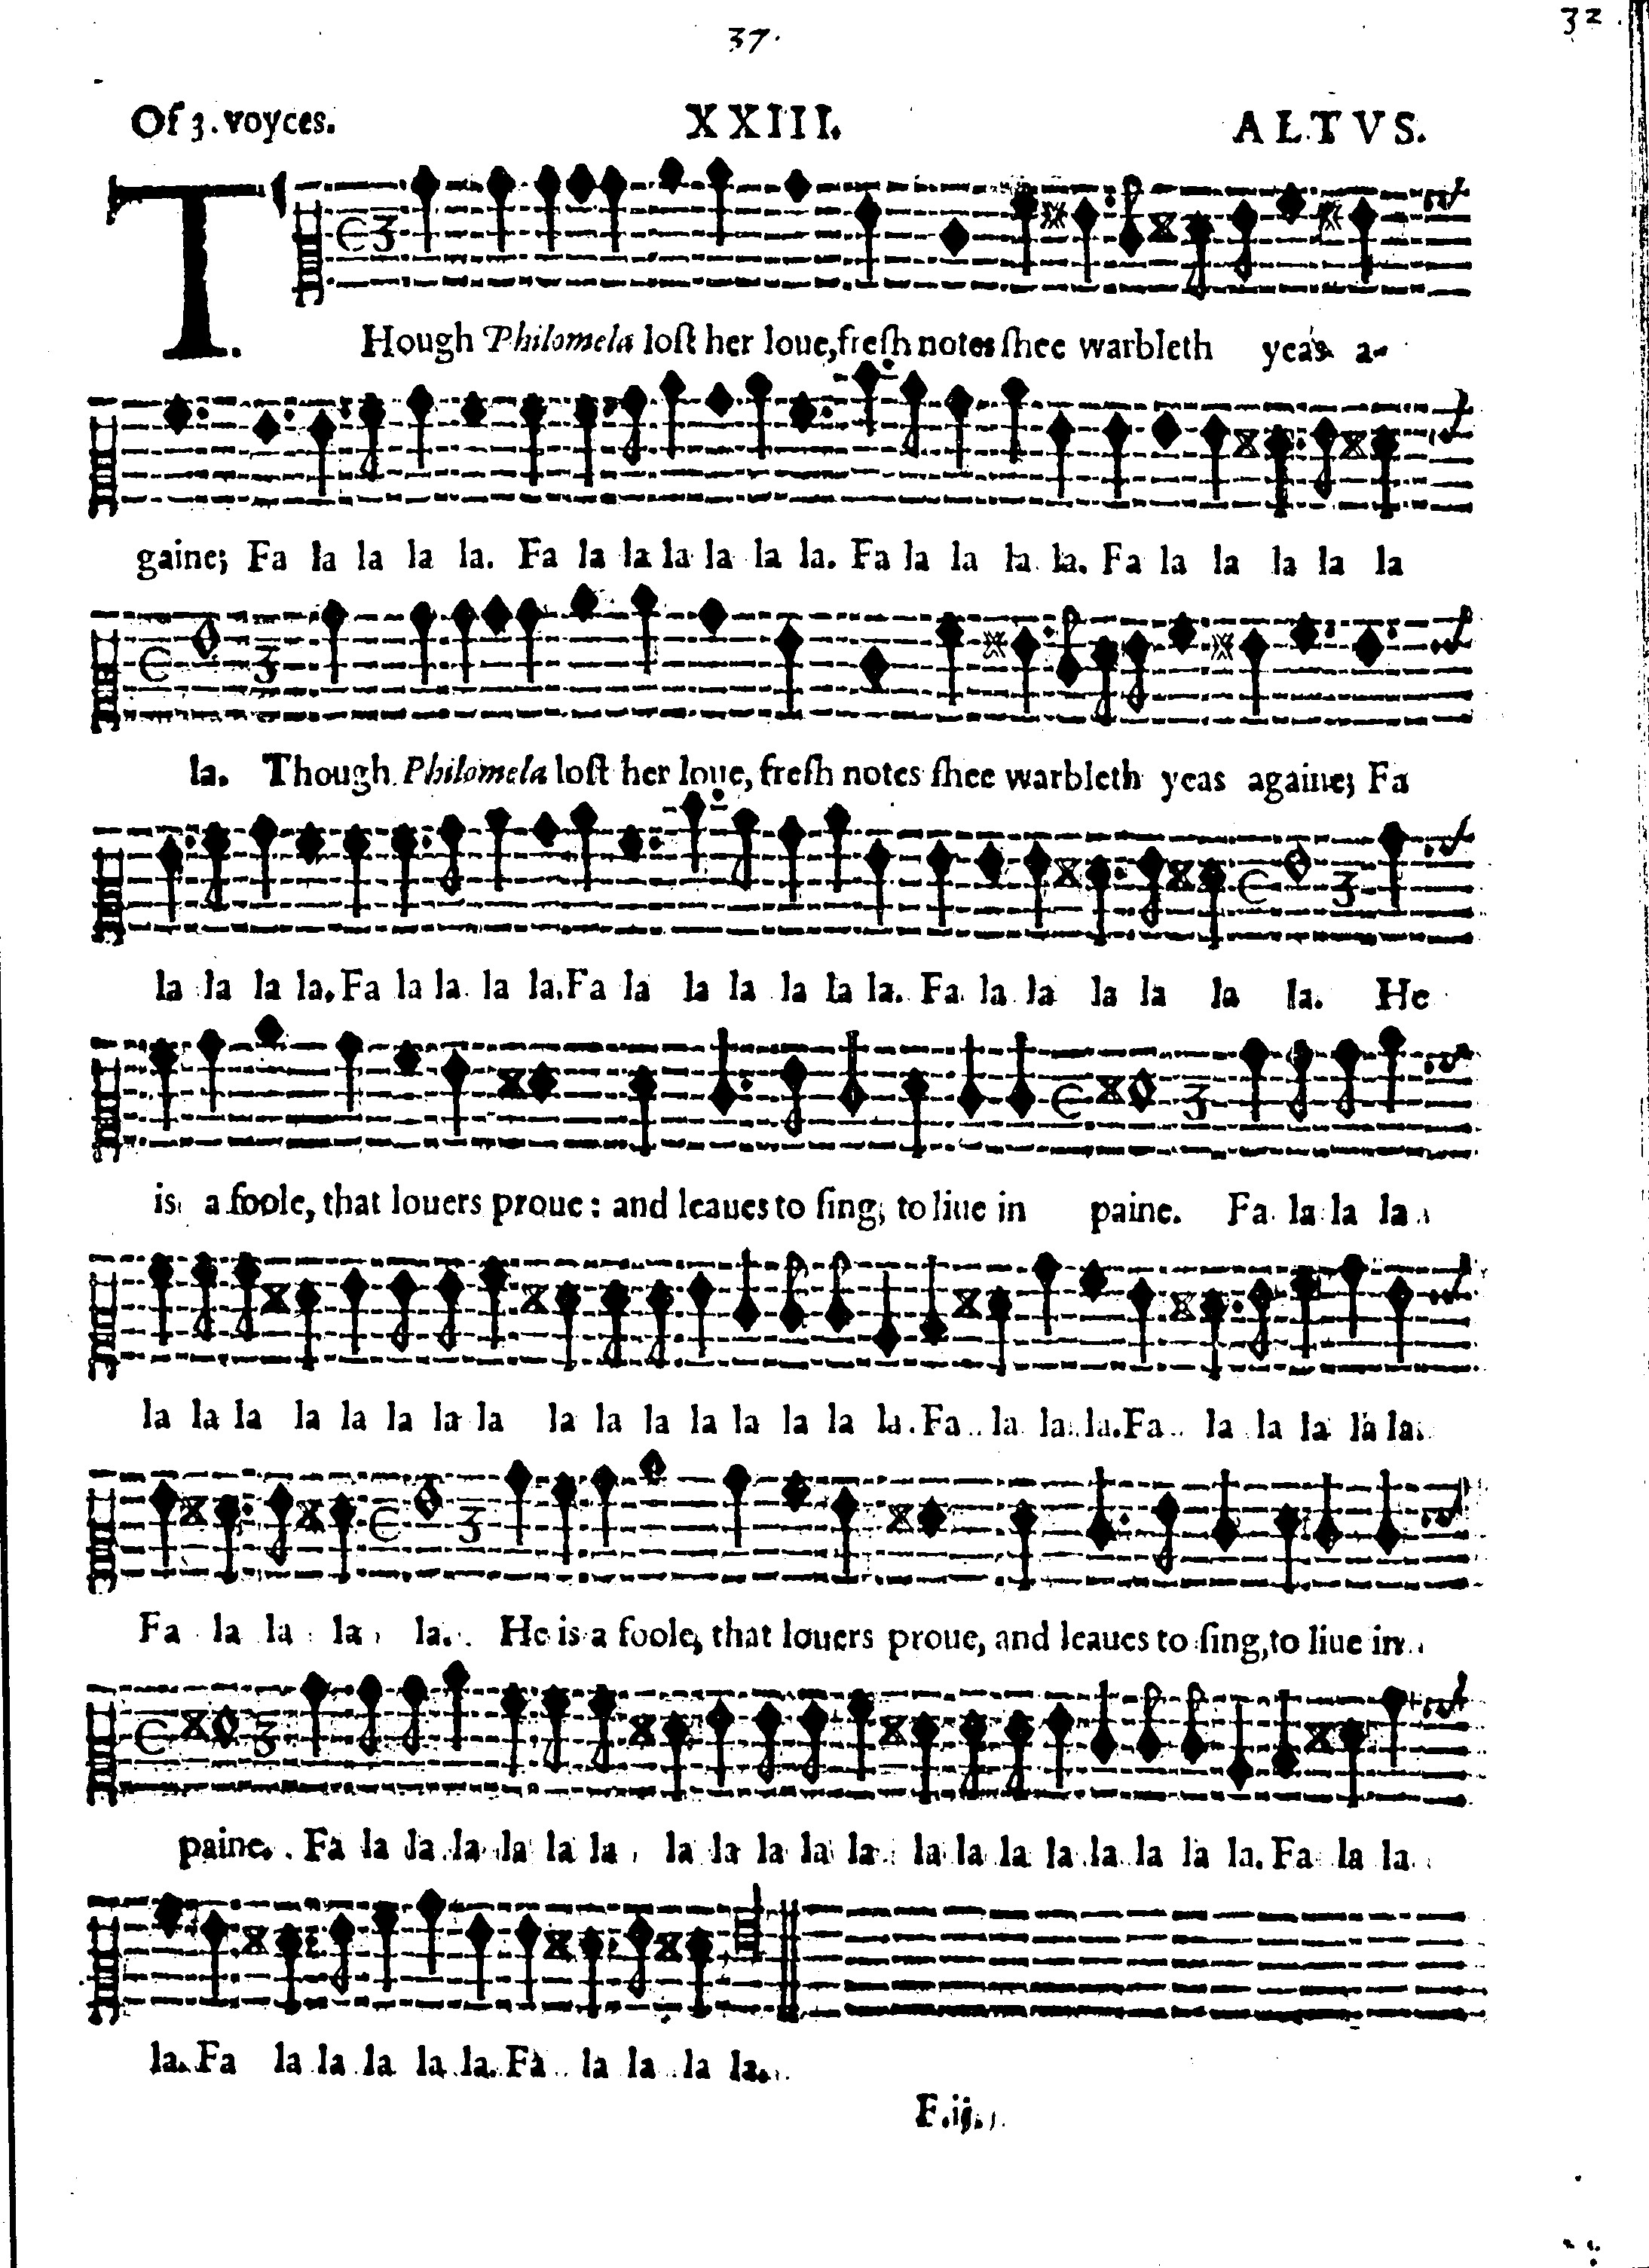 37.
32.
Of 3. voyces. XXIII. ALTVS.
THough Philomela loſt her loue, freſh notes ſhee warbleth yeas a-
gaine; Fa la la la la. Fa la la la la la la. Fa la la la la. Fa la la la la la
la. Though Philomela loſt her loue, freſh notes ſhee warbleth yeas againe; Fa
la la la la. Fa la la la la. Fa la la la la la la. Fa la la la la la la. He
is a foole, that louers proue: and leaues to ſing, to liue in paine. Fa la la la
la la la la la la la la la la la la la la la la. Fa la la la. Fa la la la la la.
Fa la la la la. He is a foole, that louers proue, and leaues to ſing, to liue in
paine. Fa la la la la la la la la la la la la la la la la la la la. Fa la la
la. Fa la la la la la. Fa la la la la.
F.ij.